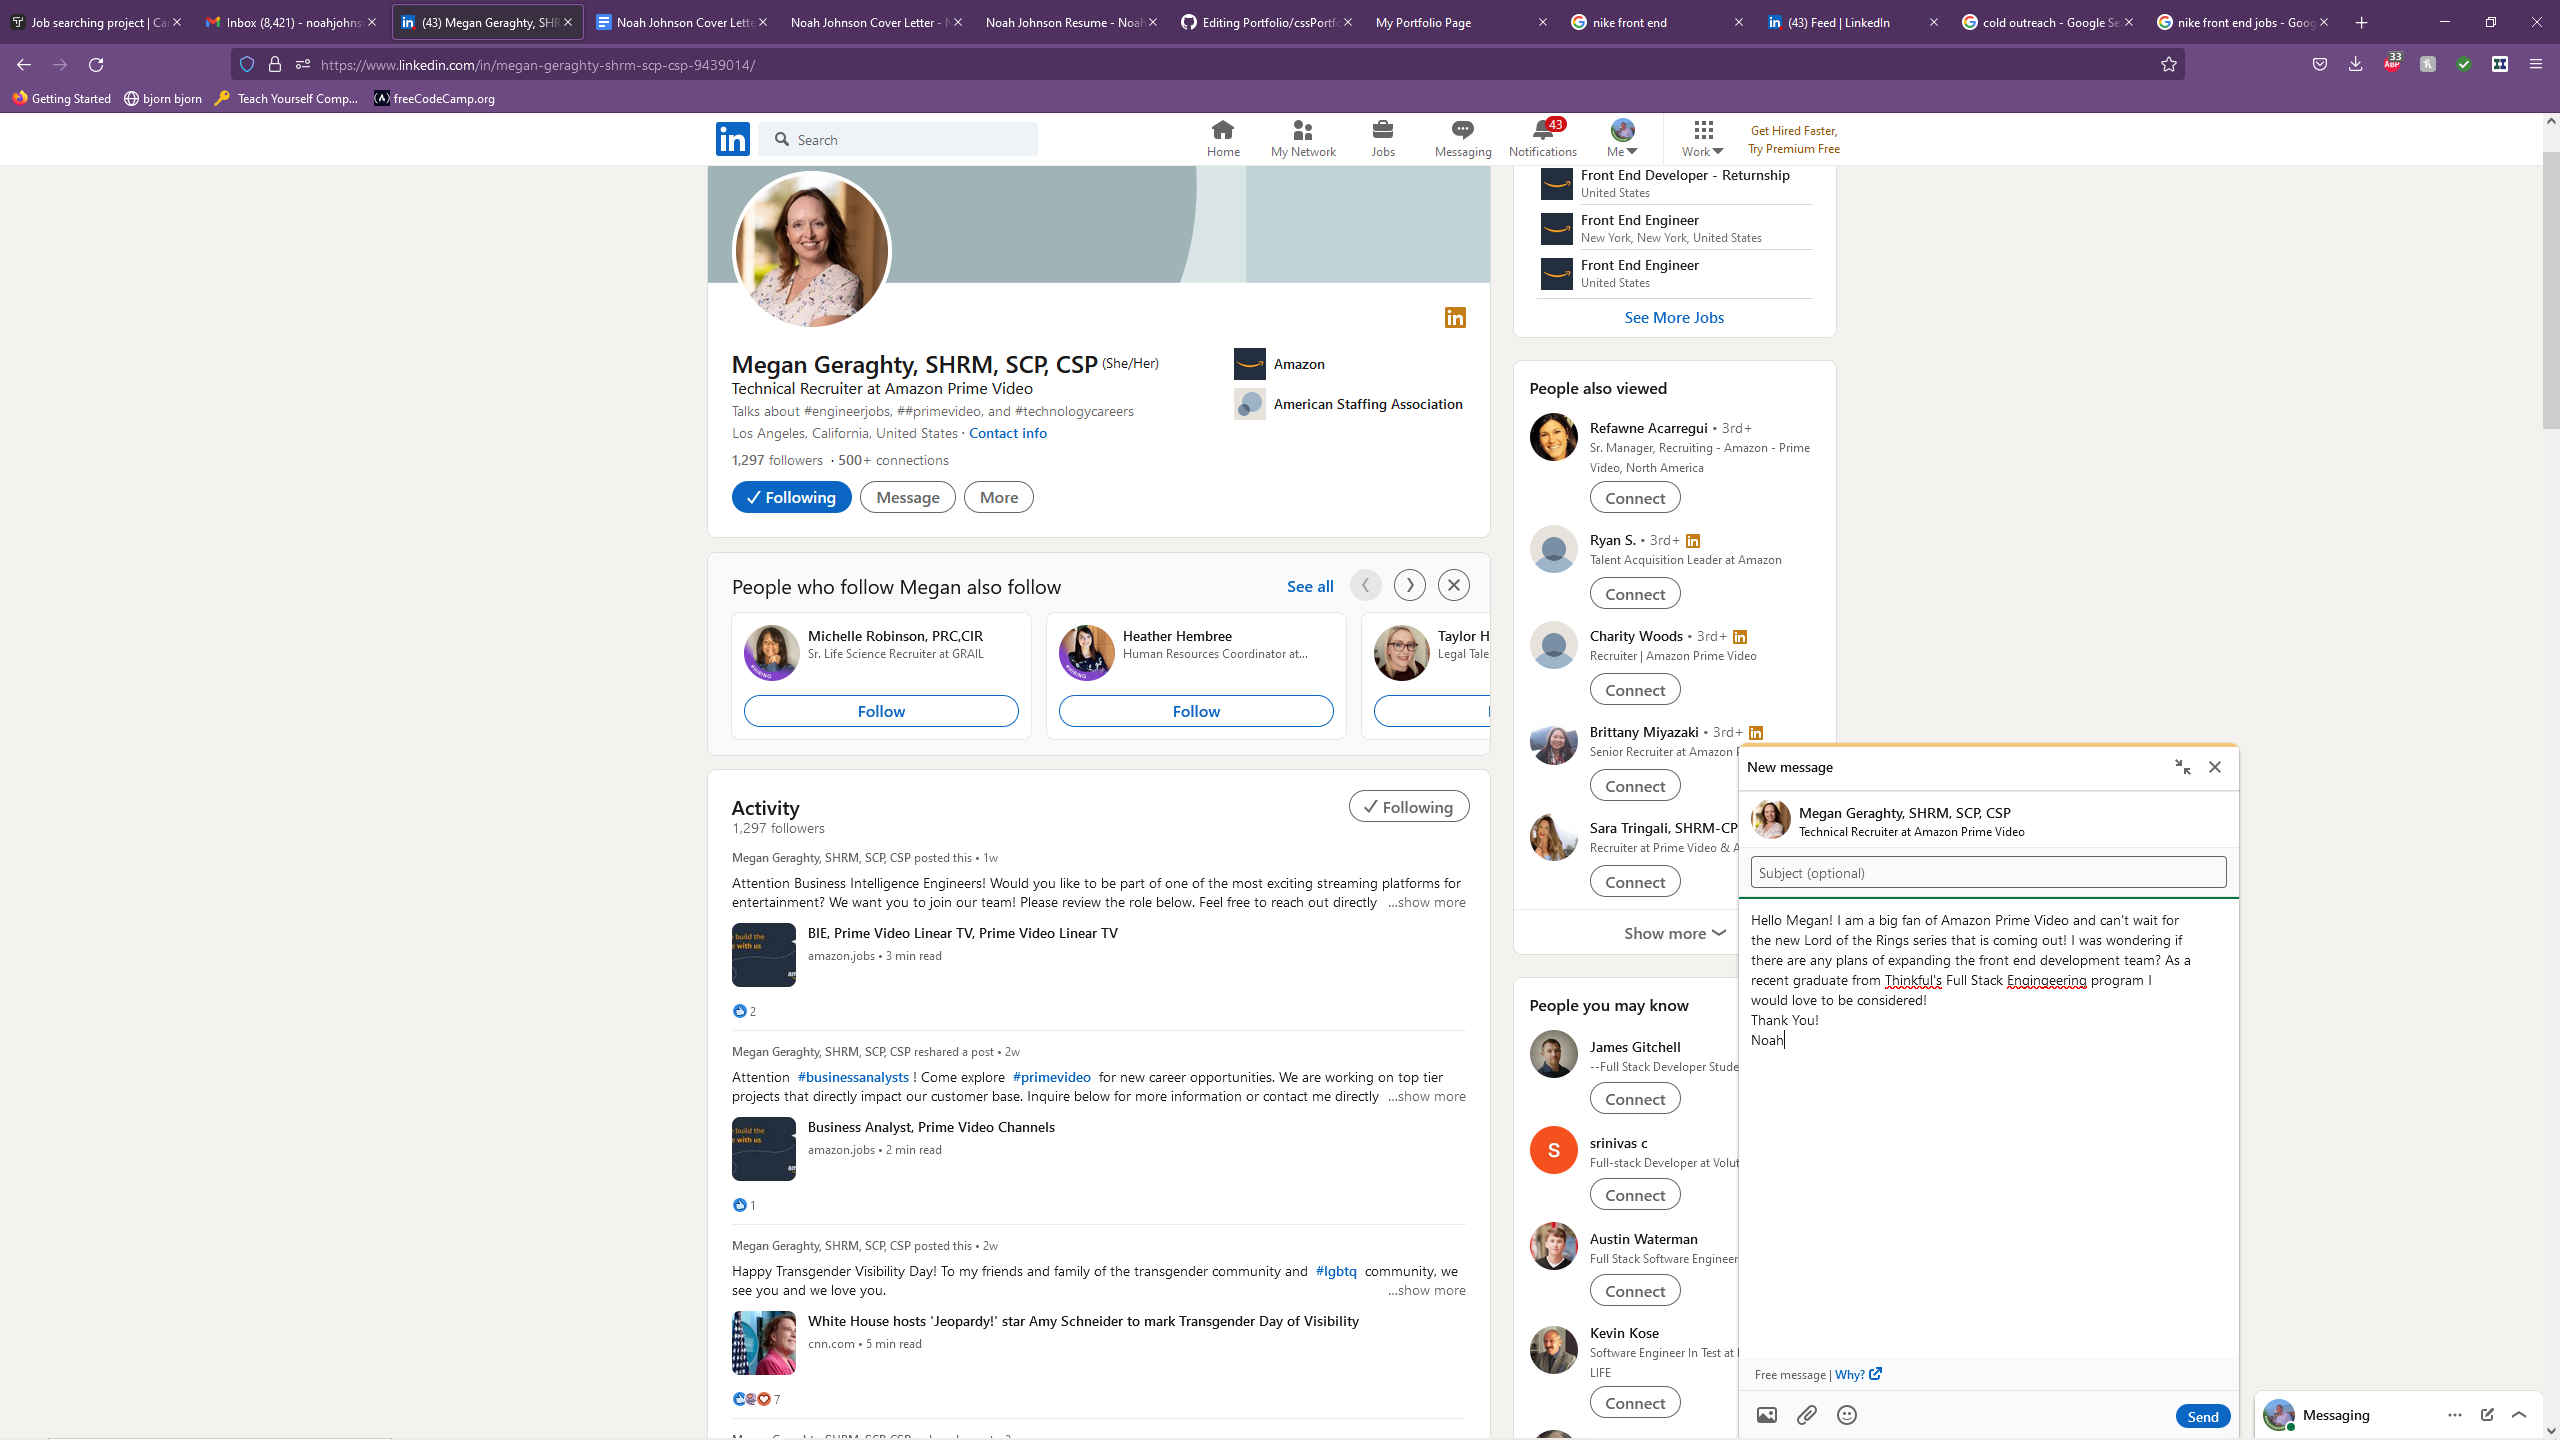 Job searching project | Ca
Inbox (8,421) - noahjohns
(43) Megan Geraghty, SHR
Noah Johnson Cover Lette
Noah Johnson Cover Letter - N
Noah Johnson Resume - Noah
Editing Portfolio/cssPortfo
My Portfolio Page
nike front end
(43) Feed | LinkedIn
cold outreach - Google Se
nike front end jobs - Goog
https://www.linkedin.com/in/megan-geraghty-shrm-scp-csp-9439014/
33
ABP
Getting Started
bjorn bjorn
Teach Yourself Comp...
freeCodeCamp.org
in
Search
Home
My Network
Jobs
Messaging
43
Notifications
Me
Work
Get Hired Faster,
Try Premium Free
Megan Geraghty, SHRM, SCP, CSP (She/Her)
Technical Recruiter at Amazon Prime Video
Talks about #engineerjobs, ##primevideo, and #technologycareers
Los Angeles, California, United States · Contact info
1,297 followers · 500+ connections
Following
Message
More
in
Amazon
American Staffing Association
People who follow Megan also follow
See all
Michelle Robinson, PRC,CIR
Sr. Life Science Recruiter at GRAIL
Follow
Heather Hembree
Human Resources Coordinator at...
Follow
Taylor H
Legal Tale
Activity
1,297 followers
Following
Megan Geraghty, SHRM, SCP, CSP posted this • 1w
Attention Business Intelligence Engineers! Would you like to be part of one of the most exciting streaming platforms for
entertainment? We want you to join our team! Please review the role below. Feel free to reach out directly ...show more
build the
with us
BIE, Prime Video Linear TV, Prime Video Linear TV
amazon.jobs • 3 min read
2
Megan Geraghty, SHRM, SCP, CSP reshared a post • 2w
Attention #businessanalysts ! Come explore #primevideo for new career opportunities. We are working on top tier
projects that directly impact our customer base. Inquire below for more information or contact me directly ...show more
build the
with us
Business Analyst, Prime Video Channels
amazon.jobs • 2 min read
1
Megan Geraghty, SHRM, SCP, CSP posted this • 2w
Happy Transgender Visibility Day! To my friends and family of the transgender community and #lgbtq community, we
see you and we love you. ...show more
White House hosts 'Jeopardy!' star Amy Schneider to mark Transgender Day of Visibility
cnn.com • 5 min read
7
Front End Developer - Returnship
United States
Front End Engineer
New York, New York, United States
Front End Engineer
United States
See More Jobs
People also viewed
Refawne Acarregui • 3rd+
Sr. Manager, Recruiting - Amazon - Prime
Video, North America
Connect
Ryan S. • 3rd+ in
Talent Acquisition Leader at Amazon
Connect
Charity Woods • 3rd+ in
Recruiter | Amazon Prime Video
Connect
Brittany Miyazaki • 3rd+ in
Senior Recruiter at Amazon P
Connect
Sara Tringali, SHRM-CP
Recruiter at Prime Video & A
Connect
Show more
People you may know
James Gitchell
--Full Stack Developer Stude
Connect
S
srinivas c
Full-stack Developer at Volut
Connect
Austin Waterman
Full Stack Software Engineer
Connect
Kevin Kose
Software Engineer In Test at
LIFE
Connect
New message
Megan Geraghty, SHRM, SCP, CSP
Technical Recruiter at Amazon Prime Video
Subject (optional)
Hello Megan! I am a big fan of Amazon Prime Video and can't wait for
the new Lord of the Rings series that is coming out! I was wondering if
there are any plans of expanding the front end development team? As a
recent graduate from Thinkful's Full Stack Engingeering program I
would love to be considered!
Thank You!
Noah
Free message | Why?
Send
Messaging